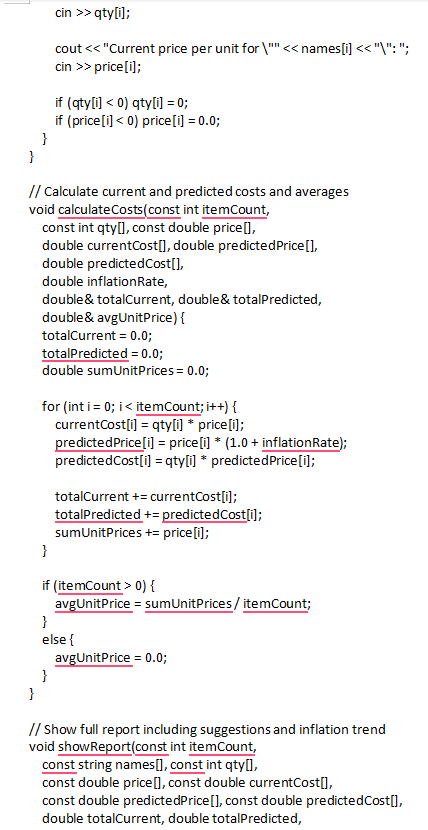 cin >> qty[i];
cout << "Current price per unit for \"" << names[i] << "\": ";
cin >> price[i];
if (qty[i] < 0) qty[i] = 0;
if (price[i] < 0) price[i] = 0.0;
}
}
// Calculate current and predicted costs and averages
void calculateCosts(const int itemCount,
const int qty[], const double price[],
double currentCost[], double predictedPrice[],
double predictedCost[],
double inflationRate,
double& totalCurrent, double& totalPredicted,
double& avgUnitPrice) {
totalCurrent = 0.0;
totalPredicted = 0.0;
double sumUnitPrices = 0.0;
for (int i = 0; i < itemCount; i++) {
currentCost[i] = qty[i] * price[i];
predictedPrice[i] = price[i] * (1.0 + inflationRate);
predictedCost[i] = qty[i] * predictedPrice[i];
totalCurrent += currentCost[i];
totalPredicted += predictedCost[i];
sumUnitPrices += price[i];
}
if (itemCount > 0) {
avgUnitPrice = sumUnitPrices / itemCount;
}
else {
avgUnitPrice = 0.0;
}
}
// Show full report including suggestions and inflation trend
void showReport(const int itemCount,
const string names[], const int qty[],
const double price[], const double currentCost[],
const double predictedPrice[], const double predictedCost[],
double totalCurrent, double totalPredicted,